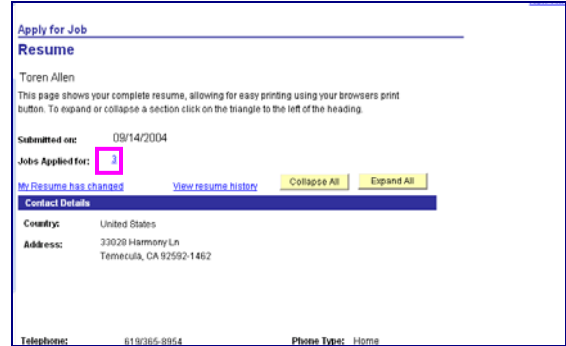 Apply for Job
Resume
Toren Allen
This page shows your complete resume, allowing for easy printing using your browsers print
button. To expand or collapse a section click on the triangle to the left of the heading.
Submitted on: 09/14/2004
Jobs Applied for: 3
My Resume has changed View resume history Collapse All Expand All
Contact Details
Country: United States
Address: 33028 Harmony Ln
Temecula, CA 92592-1462
Telephone: 619/365-8954 Phone Type: Home